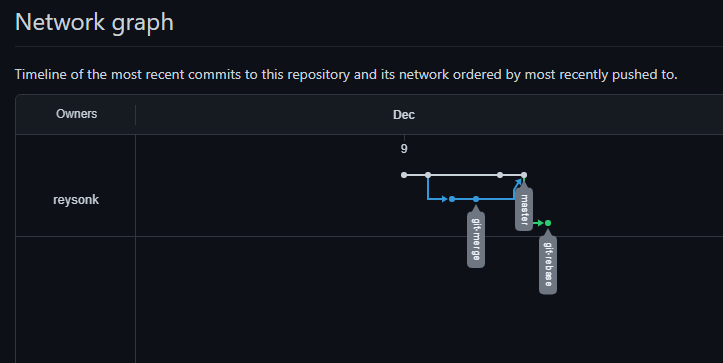 Network graph
Timeline of the most recent commits to this repository and its network ordered by most recently pushed to.
Owners
Dec
9
reysonk
master
git-merge
git-rebase